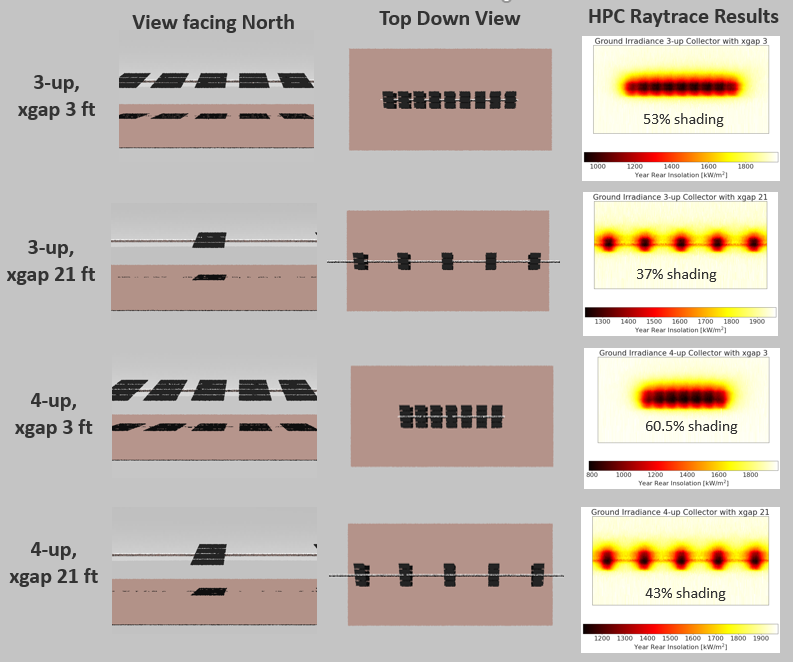 View facing North
Top Down View
HPC Raytrace Results
3-up,
xgap 3 ft
Ground Irradiance 3-up Collector with xgap 3
53% shading
1000 1200 1400 1600 1800
Year Rear Insolation [kW/m²]
3-up,
xgap 21 ft
Ground Irradiance 3-up Collector with xgap 21
37% shading
1300 1400 1500 1600 1700 1800 1900
Year Rear Insolation [kW/m²]
4-up,
xgap 3 ft
Ground Irradiance 4-up Collector with xgap 3
60.5% shading
800 1000 1200 1400 1600 1800
Year Rear Insolation [kW/m²]
4-up,
xgap 21 ft
Ground Irradiance 4-up Collector with xgap 21
43% shading
1200 1300 1400 1500 1600 1700 1800 1900
Year Rear Insolation [kW/m²]